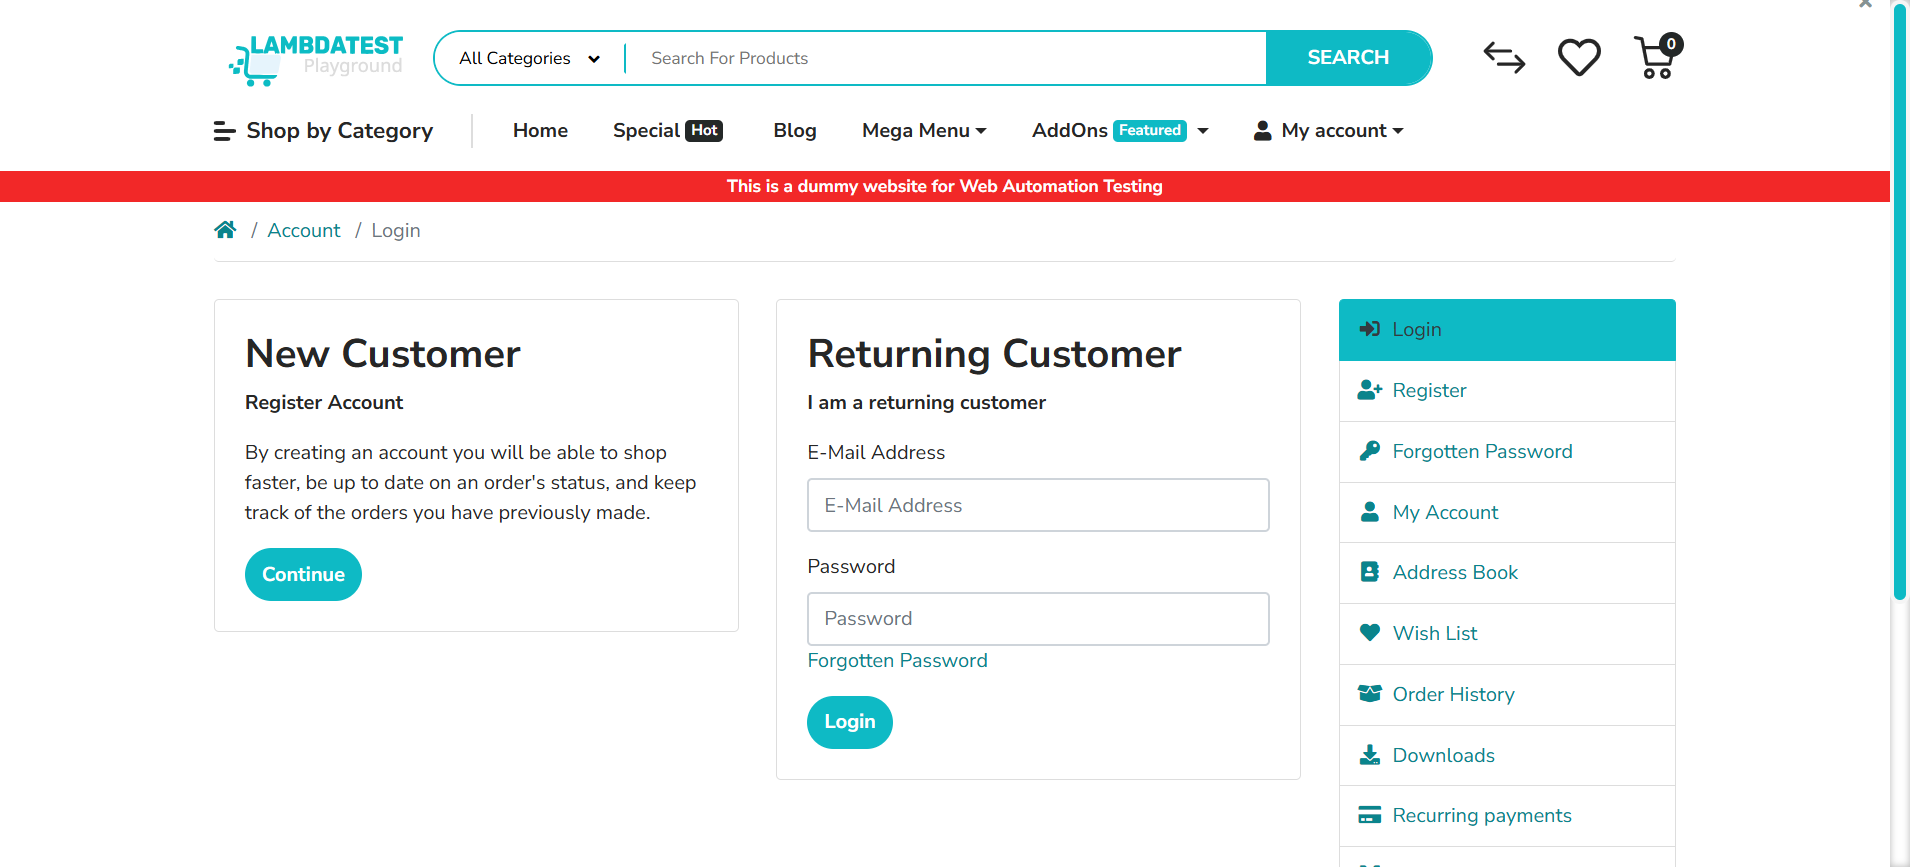 LAMBDATEST
Playground
All Categories
Search For Products
SEARCH
0
Shop by Category
Home
Special Hot
Blog
Mega Menu
AddOns Featured
My account
This is a dummy website for Web Automation Testing
/ Account / Login
New Customer
Register Account
By creating an account you will be able to shop
faster, be up to date on an order's status, and keep
track of the orders you have previously made.
Continue
Returning Customer
I am a returning customer
E-Mail Address
E-Mail Address
Password
Password
Forgotten Password
Login
Login
Register
Forgotten Password
My Account
Address Book
Wish List
Order History
Downloads
Recurring payments